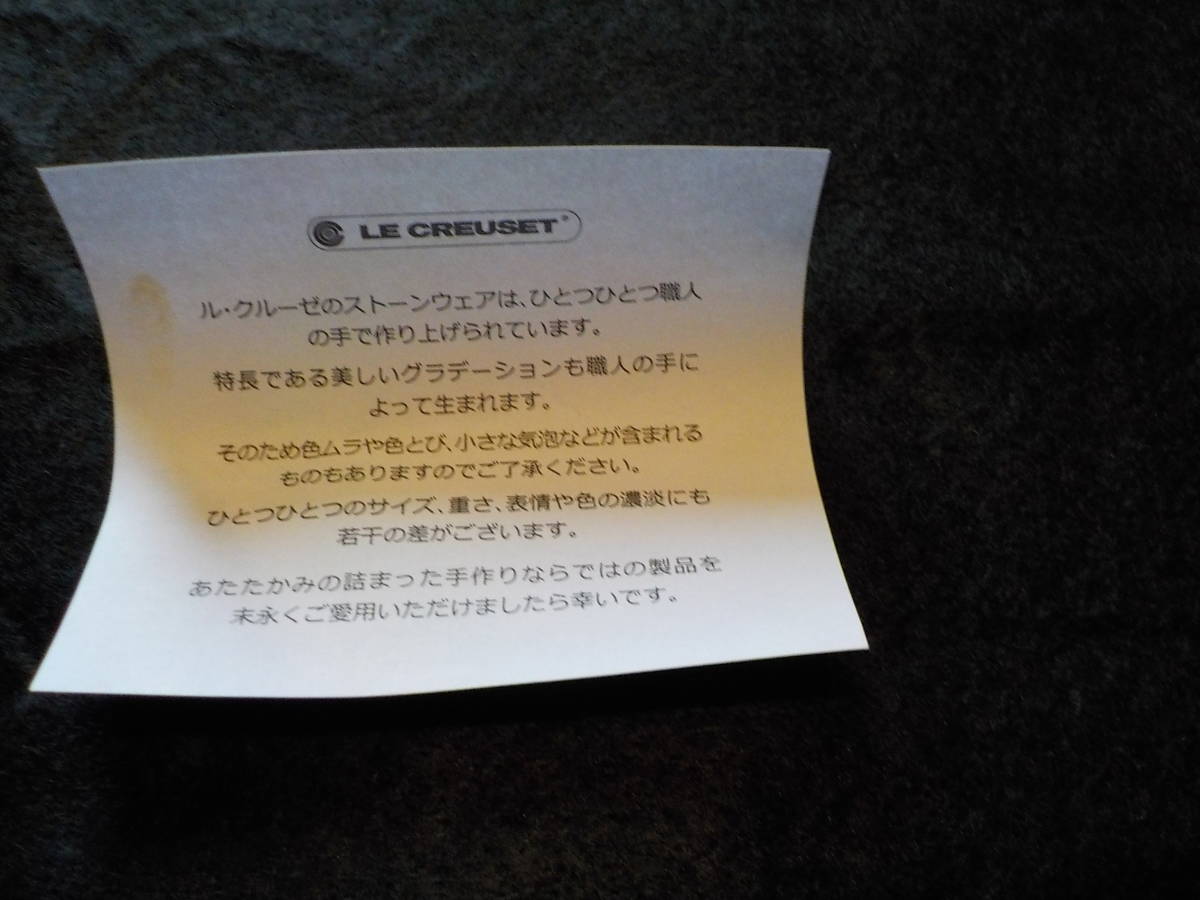 LE CREUSET®
ル・クルーゼのストーンウェアは、ひとつひとつ職人
の手で作り上げられています。
特長である美しいグラデーションも職人の手に
よって生まれます。
そのため色ムラや色とび、小さな気泡などが含まれる
ものもありますのでご了承ください。
ひとつひとつのサイズ、重さ、表情や色の濃淡にも
若干の差がございます。
あたたかみの詰まった手作りならではの製品を
末永くご愛用いただけましたら幸いです。